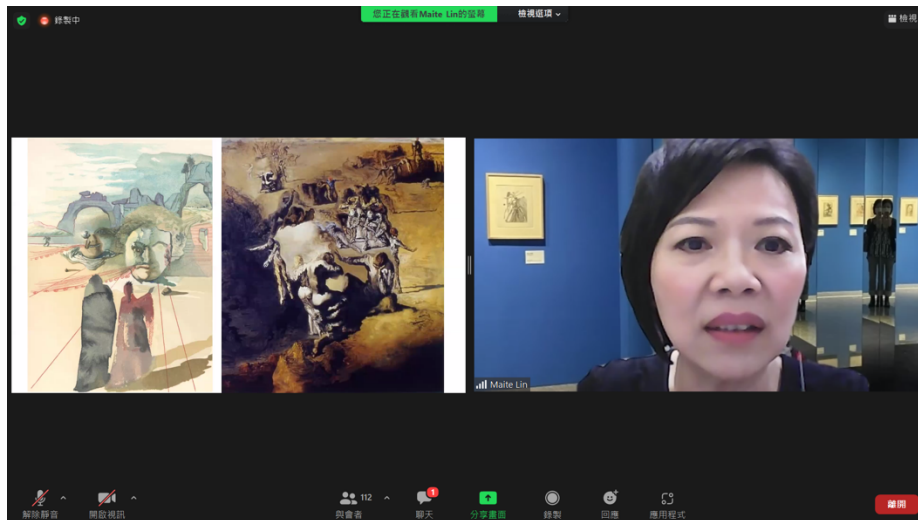 錄製中
您正在觀看Maite Lin的螢幕
檢視選項
檢視
Maite Lin
解除靜音
開啟視訊
112
與會者
1
聊天
分享畫面
錄製
回應
應用程式
離開